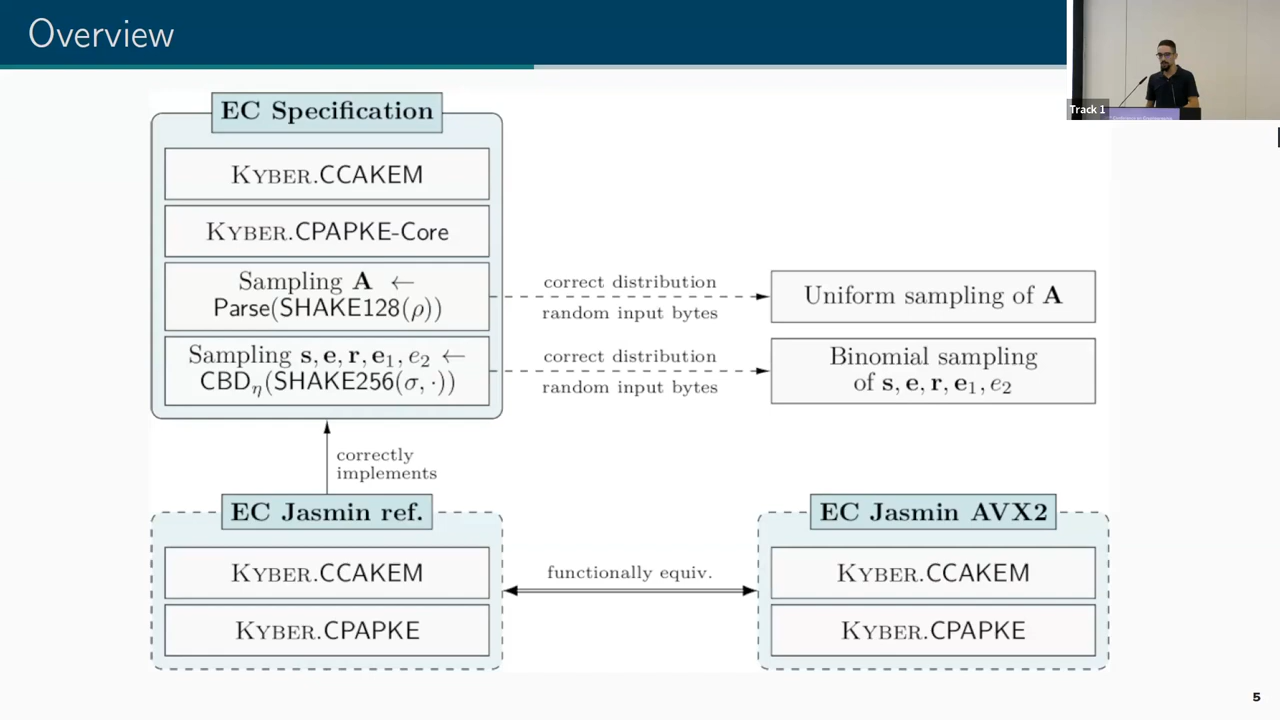 Overview
Track 1
EC Specification
KYBER.CCAKEM
KYBER.CPAPKE-Core
Sampling A ←
Parse(SHAKE128(ρ))
correct distribution
random input bytes
Uniform sampling of A
Sampling s, e, r, e₁, e₂ ←
CBDη(SHAKE256(σ, ·))
correct distribution
random input bytes
Binomial sampling
of s, e, r, e₁, e₂
correctly
implements
EC Jasmin ref.
KYBER.CCAKEM
KYBER.CPAPKE
functionally equiv.
EC Jasmin AVX2
KYBER.CCAKEM
KYBER.CPAPKE
5